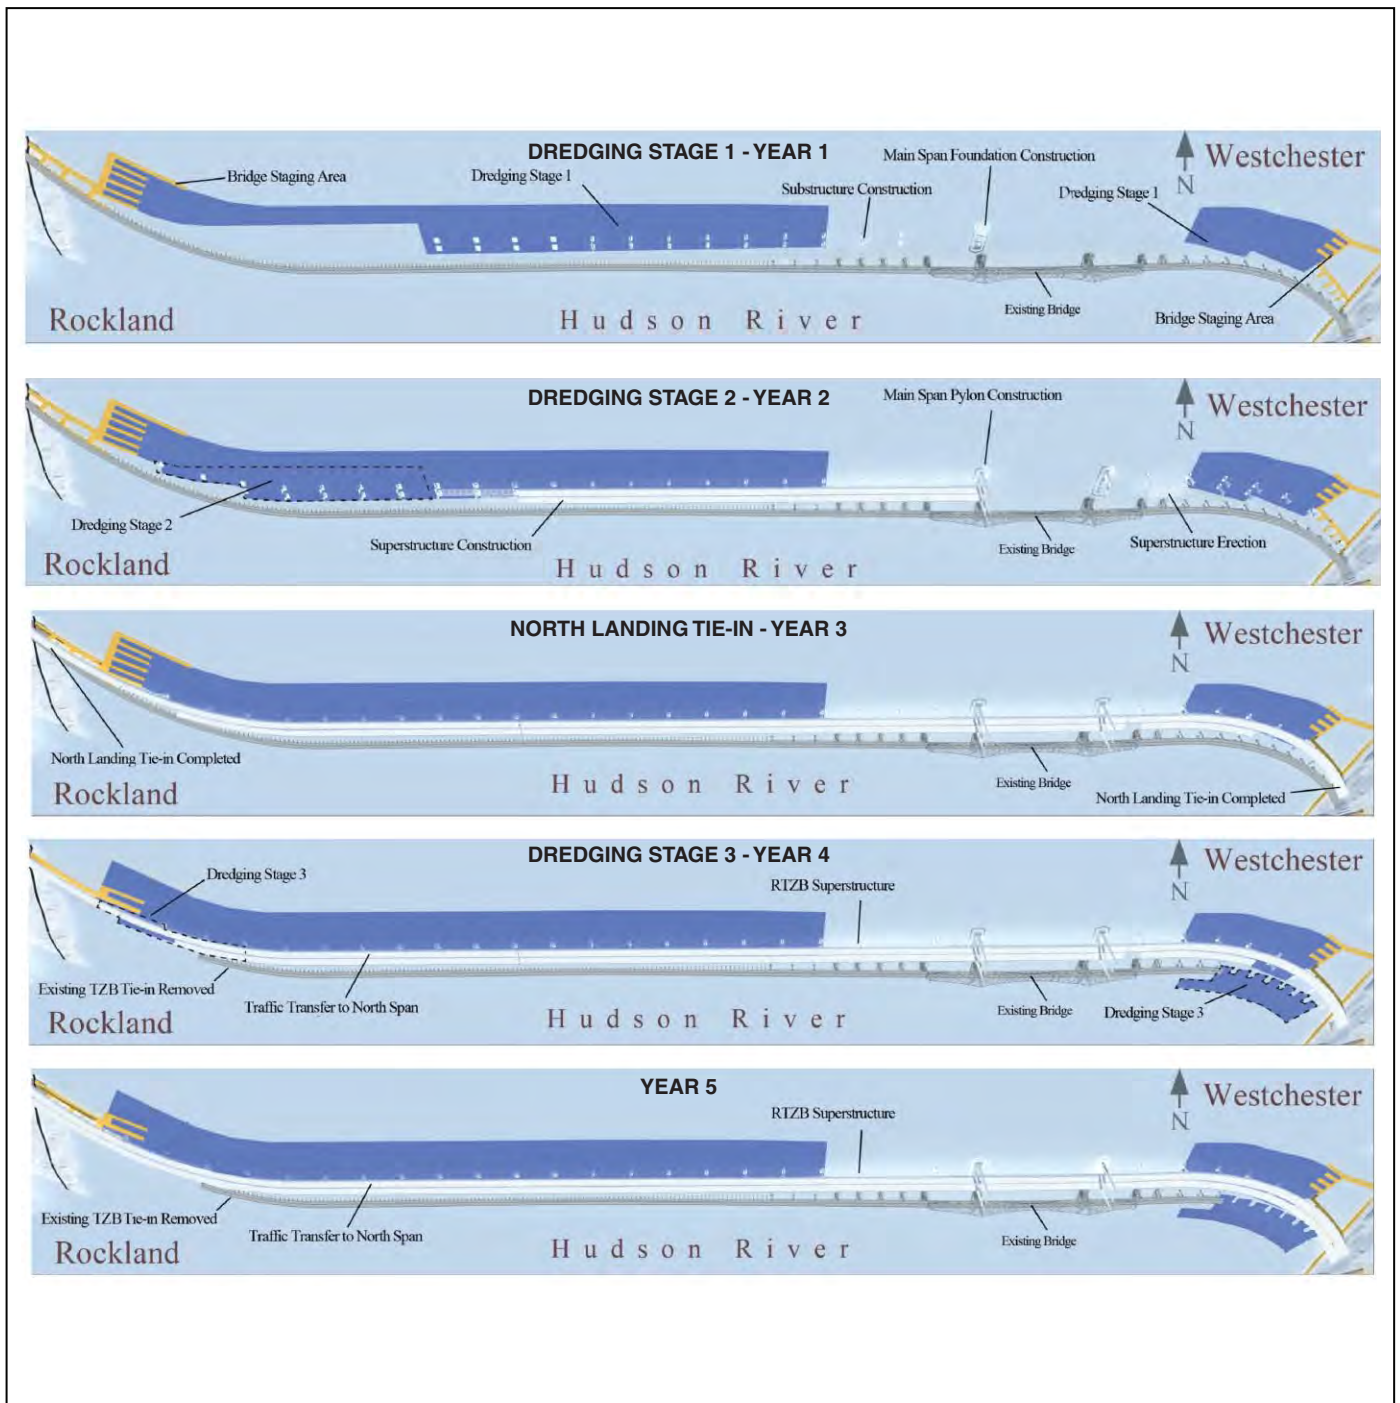 DREDGING STAGE 1 - YEAR 1
Main Span Foundation Construction
Westchester
Bridge Staging Area
Dredging Stage 1
Substructure Construction
Dredging Stage 1
N
Existing Bridge
Bridge Staging Area
Rockland
Hudson River
DREDGING STAGE 2 - YEAR 2
Main Span Pylon Construction
Westchester
N
Dredging Stage 2
Superstructure Construction
Existing Bridge
Superstructure Erection
Rockland
Hudson River
NORTH LANDING TIE-IN - YEAR 3
Westchester
N
North Landing Tie-in Completed
Existing Bridge
North Landing Tie-in Completed
Rockland
Hudson River
DREDGING STAGE 3 - YEAR 4
Westchester
Dredging Stage 3
RTZB Superstructure
N
Existing TZB Tie-in Removed
Traffic Transfer to North Span
Existing Bridge
Dredging Stage 3
Rockland
Hudson River
YEAR 5
Westchester
RTZB Superstructure
N
Existing TZB Tie-in Removed
Traffic Transfer to North Span
Existing Bridge
Rockland
Hudson River